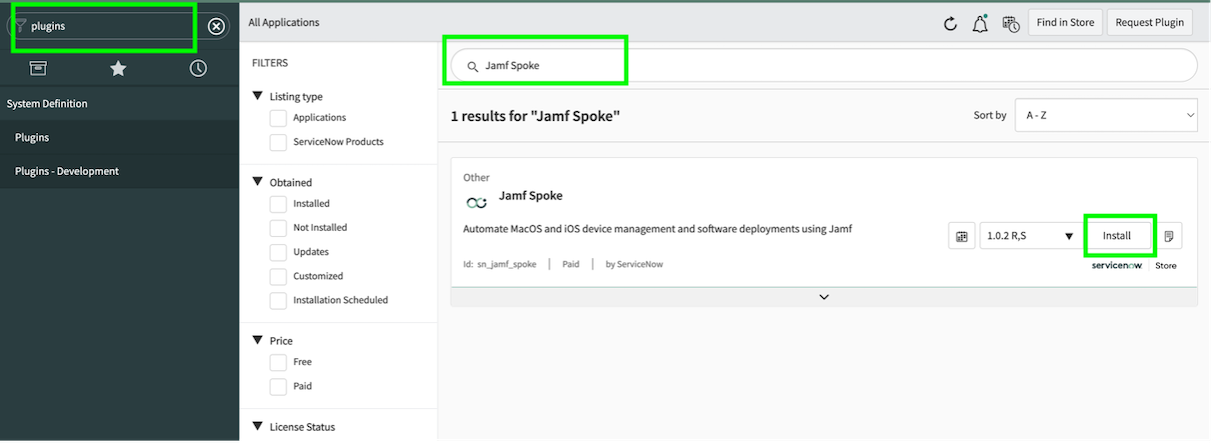 plugins
System Definition
Plugins
Plugins - Development
All Applications
Find in Store
Request Plugin
FILTERS
Listing type
Applications
ServiceNow Products
Obtained
Installed
Not Installed
Updates
Customized
Installation Scheduled
Price
Free
Paid
License Status
Jamf Spoke
1 results for "Jamf Spoke"
Sort by
A - Z
Other
Jamf Spoke
Automate MacOS and iOS device management and software deployments using Jamf
Id: sn_jamf_spoke | Paid | by ServiceNow
1.0.2 R,S
Install
servicenow
Store